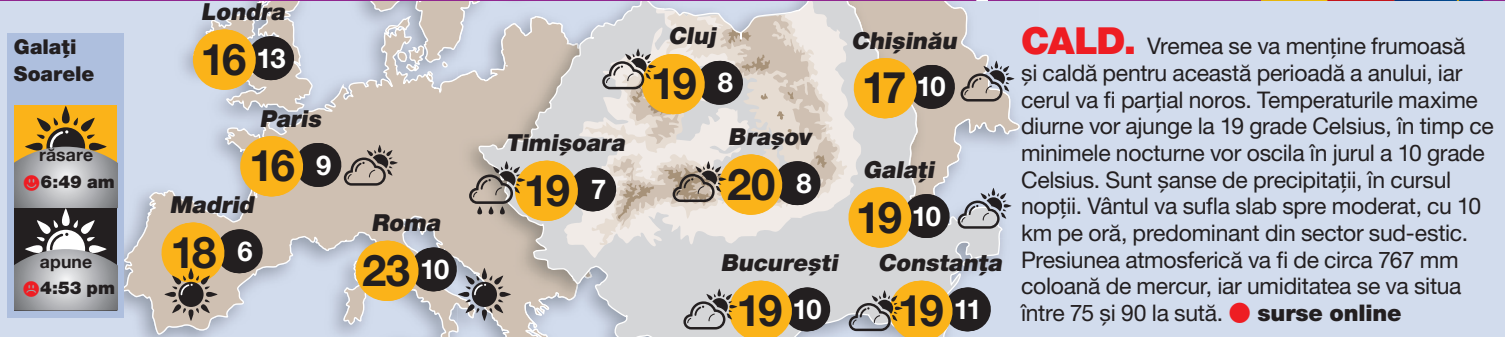 Galați
Soarele
răsare
6:49 am
apune
4:53 pm
Londra
16 13
Paris
16 9
Madrid
18 6
Roma
23 10
Cluj
19 8
Timișoara
19 7
Brașov
20 8
Chișinău
17 10
Galați
19 10
București
19 10
Constanța
19 11
CALD. Vremea se va menține frumoasă
și caldă pentru această perioadă a anului, iar
cerul va fi parțial noros. Temperaturile maxime
diurne vor ajunge la 19 grade Celsius, în timp ce
minimele nocturne vor oscila în jurul a 10 grade
Celsius. Sunt șanse de precipitații, în cursul
nopții. Vântul va sufla slab spre moderat, cu 10
km pe oră, predominant din sector sud-estic.
Presiunea atmosferică va fi de circa 767 mm
coloană de mercur, iar umiditatea se va situa
între 75 și 90 la sută. ● surse online